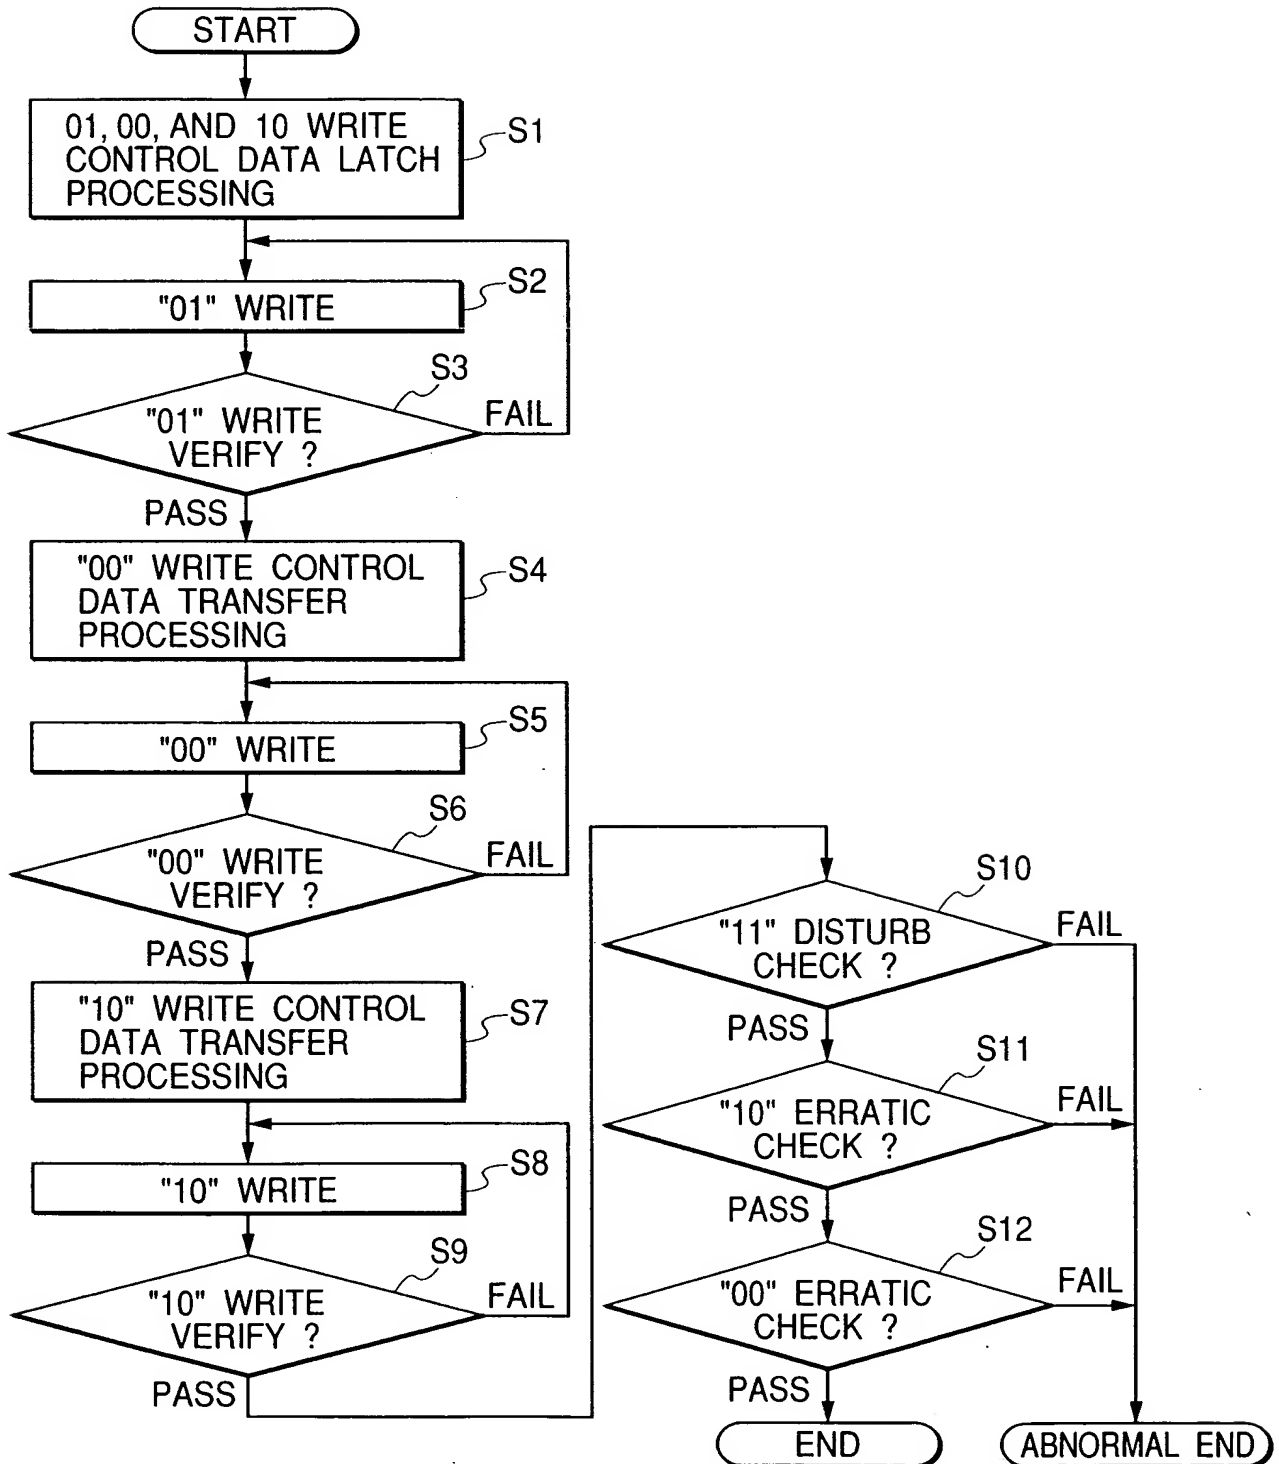 START
01, 00, AND 10 WRITE
CONTROL DATA LATCH
PROCESSING
S1
"01" WRITE
S2
"01" WRITE
VERIFY ?
S3
FAIL
PASS
"00" WRITE CONTROL
DATA TRANSFER
PROCESSING
S4
"00" WRITE
S5
"00" WRITE
VERIFY ?
S6
FAIL
PASS
"10" WRITE CONTROL
DATA TRANSFER
PROCESSING
S7
"10" WRITE
S8
"10" WRITE
VERIFY ?
S9
FAIL
PASS
"11" DISTURB
CHECK ?
S10
FAIL
PASS
"10" ERRATIC
CHECK ?
S11
FAIL
PASS
"00" ERRATIC
CHECK ?
S12
FAIL
PASS
END
ABNORMAL END